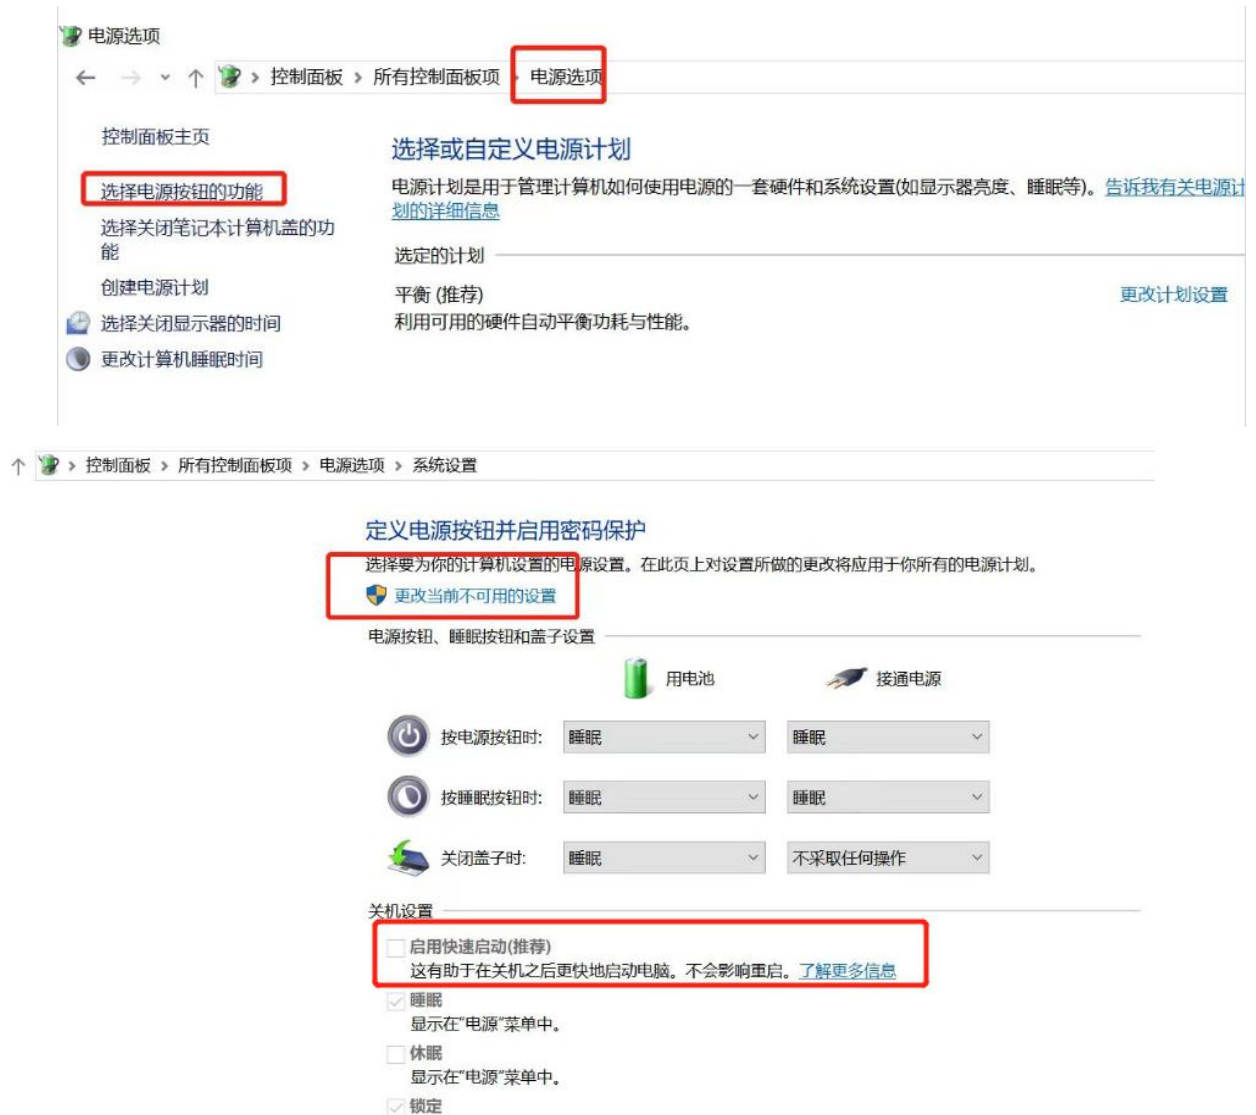 电源选项
控制面板 › 所有控制面板项 › 电源选项
控制面板主页
选择电源按钮的功能
选择关闭笔记本计算机盖的功
能
创建电源计划
选择关闭显示器的时间
更改计算机睡眠时间
选择或自定义电源计划
电源计划是用于管理计算机如何使用电源的一套硬件和系统设置(如显示器亮度、睡眠等)。告诉我有关电源计
划的详细信息
选定的计划
平衡 (推荐) 更改计划设置
利用可用的硬件自动平衡功耗与性能。
控制面板 › 所有控制面板项 › 电源选项 › 系统设置
定义电源按钮并启用密码保护
选择要为你的计算机设置的电源设置。在此页上对设置所做的更改将应用于你所有的电源计划。
更改当前不可用的设置
电源按钮、睡眠按钮和盖子设置
用电池 接通电源
按电源按钮时: 睡眠 睡眠
按睡眠按钮时: 睡眠 睡眠
关闭盖子时: 睡眠 不采取任何操作
关机设置
启用快速启动(推荐)
这有助于在关机之后更快地启动电脑。不会影响重启。了解更多信息
睡眠
显示在"电源"菜单中。
休眠
显示在"电源"菜单中。
锁定